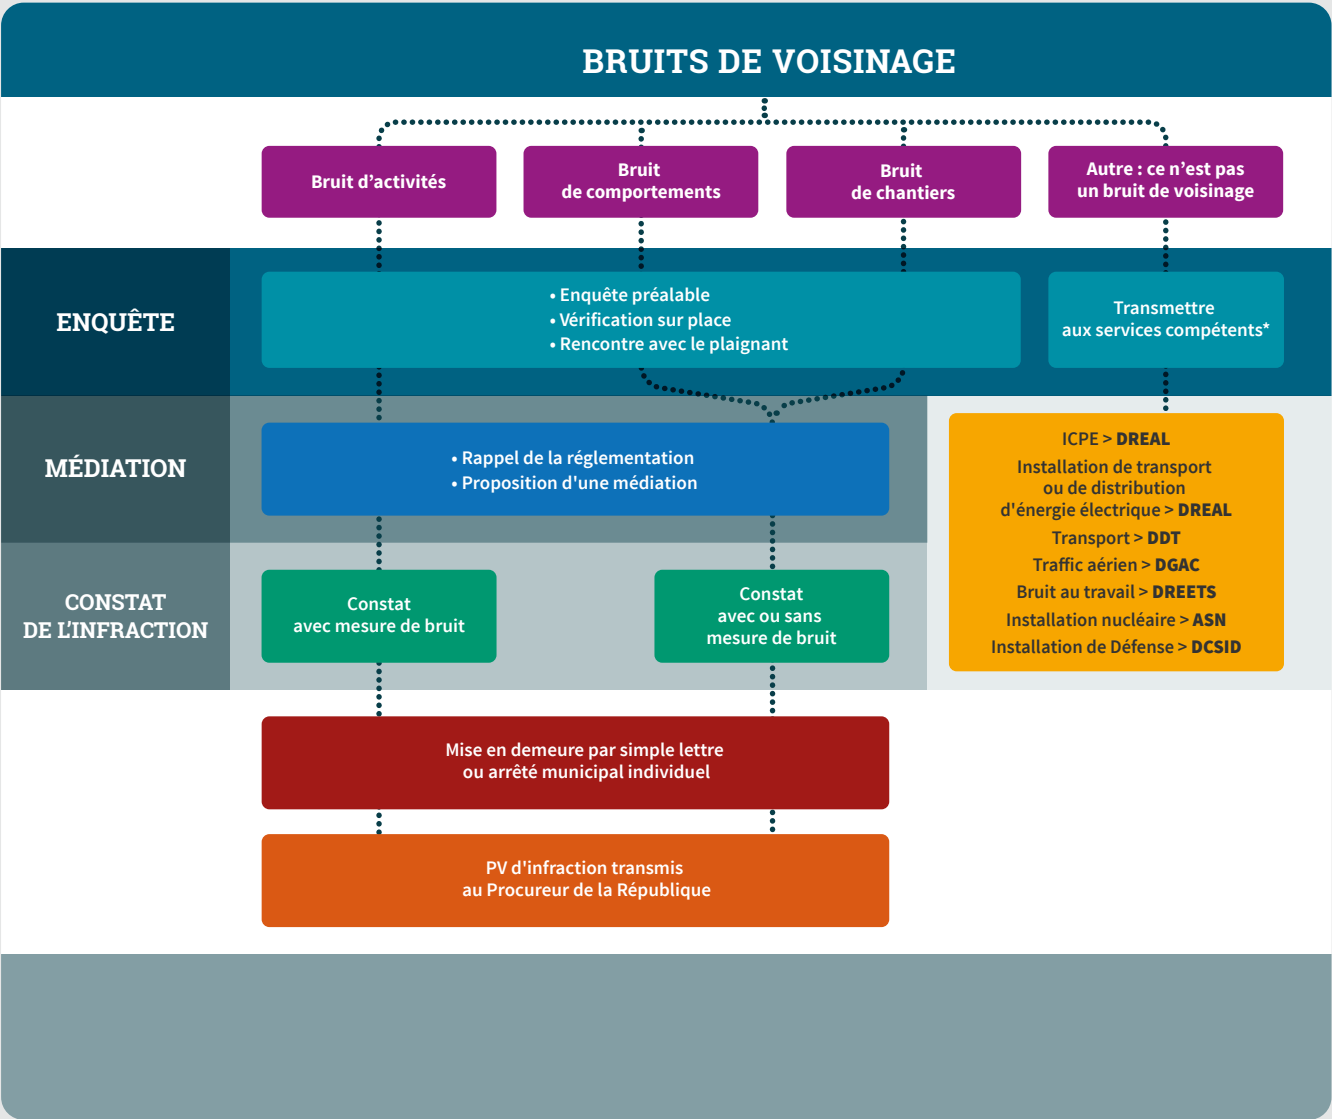 BRUITS DE VOISINAGE
Bruit d’activités
Bruit
de comportements
Bruit
de chantiers
Autre : ce n’est pas
un bruit de voisinage
ENQUÊTE
• Enquête préalable
• Vérification sur place
• Rencontre avec le plaignant
Transmettre
aux services compétents*
MÉDIATION
• Rappel de la réglementation
• Proposition d'une médiation
ICPE > DREAL
Installation de transport
ou de distribution
d'énergie électrique > DREAL
Transport > DDT
Traffic aérien > DGAC
Bruit au travail > DREETS
Installation nucléaire > ASN
Installation de Défense > DCSID
CONSTAT
DE L’INFRACTION
Constat
avec mesure de bruit
Constat
avec ou sans
mesure de bruit
Mise en demeure par simple lettre
ou arrêté municipal individuel
PV d'infraction transmis
au Procureur de la République